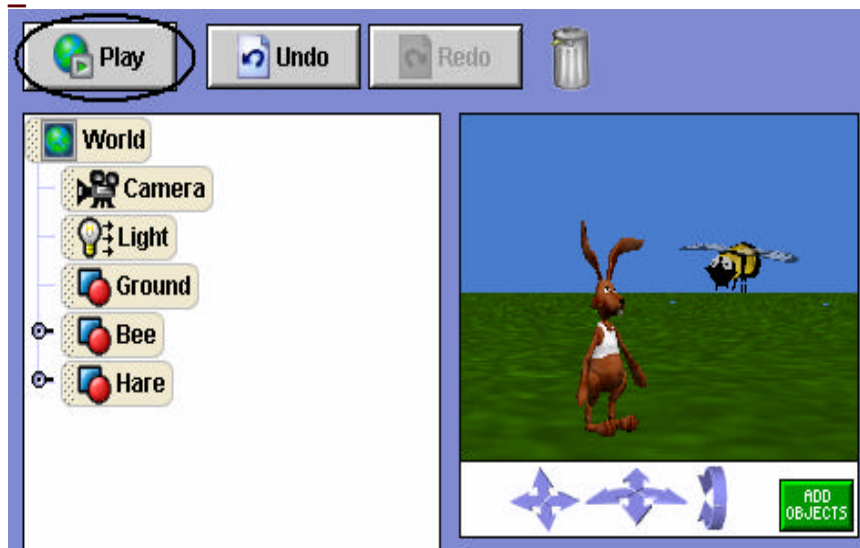 Play
Undo
Redo
World
Camera
Light
Ground
Bee
Hare
ADD
OBJECTS